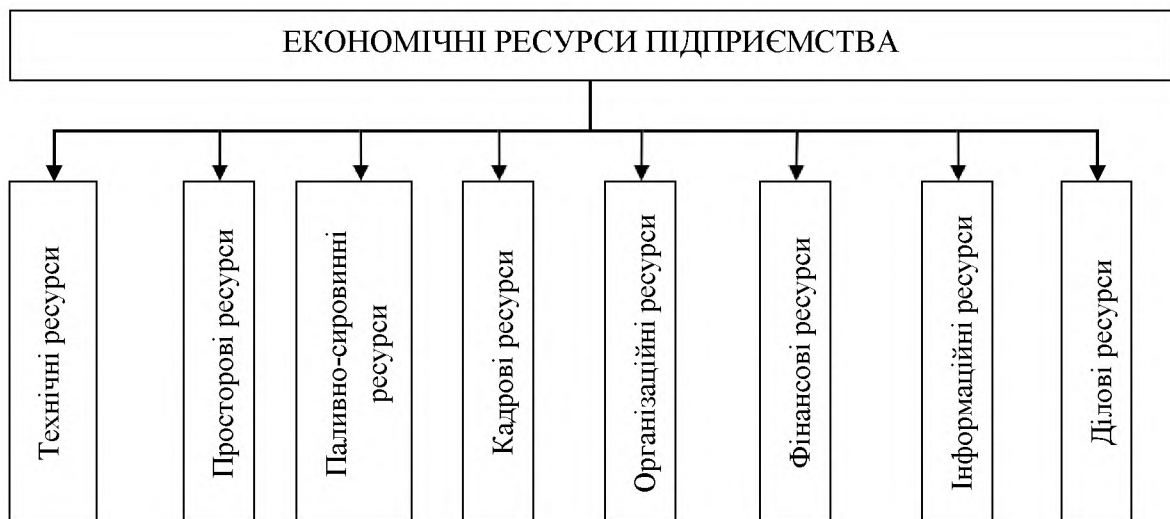 ЕКОНОМІЧНІ РЕСУРСИ ПІДПРИЄМСТВА
Технічні ресурси
Просторові ресурси
Паливно-сировинні
ресурси
Кадрові ресурси
Організаційні ресурси
Фінансові ресурси
Інформаційні ресурси
Ділові ресурси